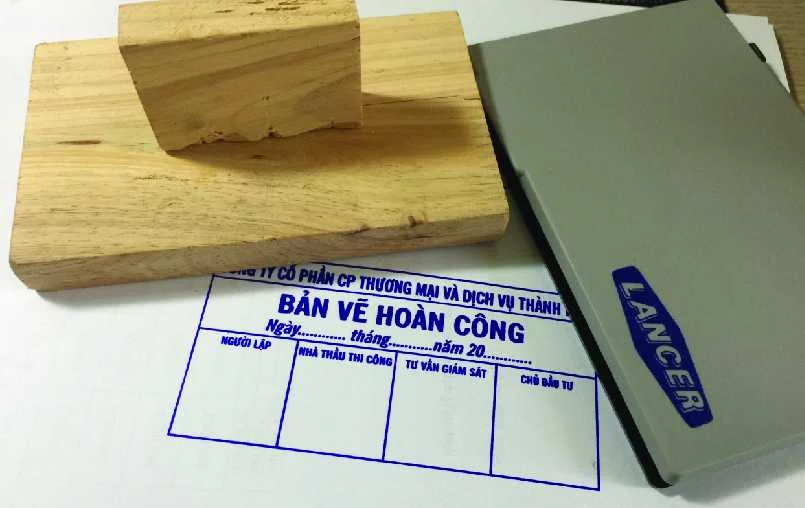 TY CỔ PHẦN CP THƯƠNG MẠI VÀ DỊCH VỤ THÀNH
BẢN VẼ HOÀN CÔNG
Ngày............ tháng...........năm 20............
NGƯỜI LẬP
NHÀ THẦU THI CÔNG
TƯ VẤN GIÁM SÁT
CHỦ ĐẦU TƯ
LANCER